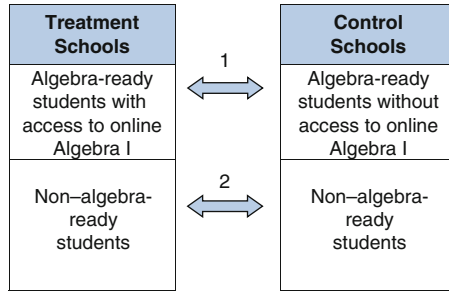 Treatment
Schools
Algebra-ready
students with
access to online
Algebra I
Non–algebra-
ready
students
1
2
Control
Schools
Algebra-ready
students without
access to online
Algebra I
Non–algebra-
ready
students